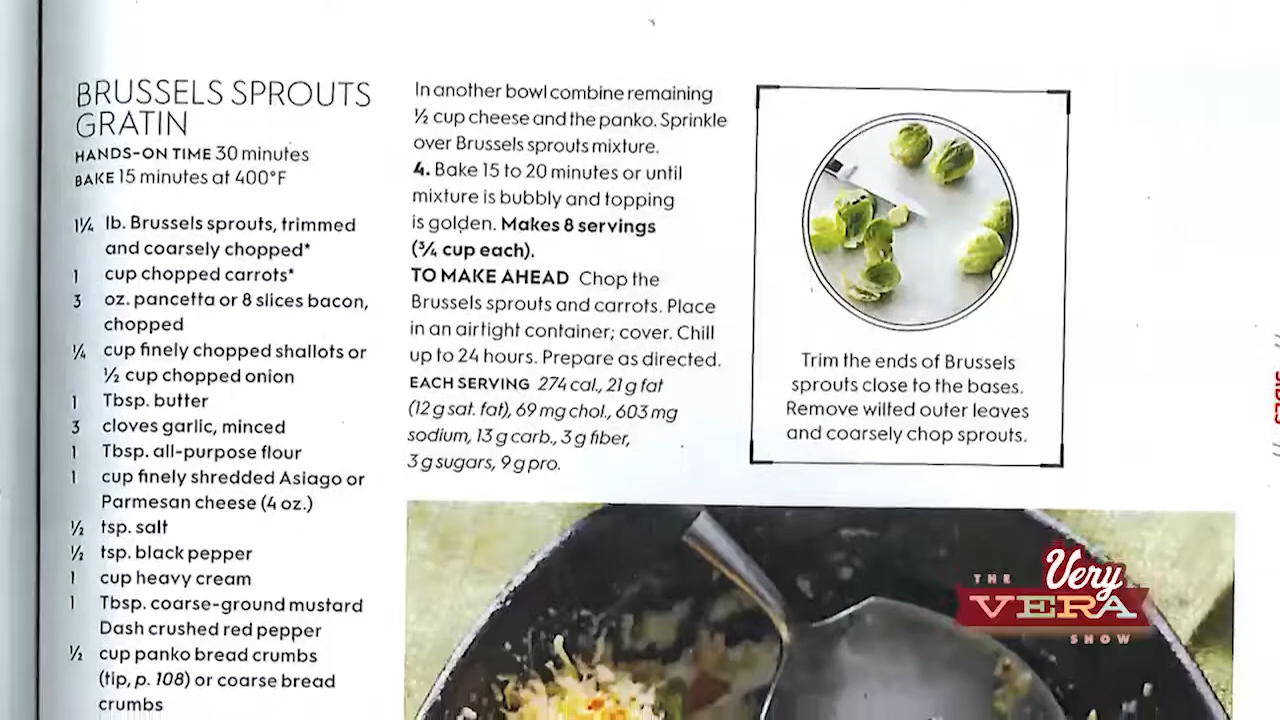 BRUSSELS SPROUTS
GRATIN
HANDS-ON TIME 30 minutes
BAKE 15 minutes at 400°F
1¼ lb. Brussels sprouts, trimmed
and coarsely chopped*
1 cup chopped carrots*
3 oz. pancetta or 8 slices bacon,
chopped
¼ cup finely chopped shallots or
½ cup chopped onion
1 Tbsp. butter
3 cloves garlic, minced
1 Tbsp. all-purpose flour
1 cup finely shredded Asiago or
Parmesan cheese (4 oz.)
½ tsp. salt
½ tsp. black pepper
1 cup heavy cream
1 Tbsp. coarse-ground mustard
Dash crushed red pepper
½ cup panko bread crumbs
(tip, p. 108) or coarse bread
crumbs
In another bowl combine remaining
½ cup cheese and the panko. Sprinkle
over Brussels sprouts mixture.
4. Bake 15 to 20 minutes or until
mixture is bubbly and topping
is golden. Makes 8 servings
(¾ cup each).
TO MAKE AHEAD Chop the
Brussels sprouts and carrots. Place
in an airtight container; cover. Chill
up to 24 hours. Prepare as directed.
EACH SERVING 274 cal., 21 g fat
(12 g sat. fat), 69 mg chol., 603 mg
sodium, 13 g carb., 3 g fiber,
3 g sugars, 9 g pro.
Trim the ends of Brussels
sprouts close to the bases.
Remove wilted outer leaves
and coarsely chop sprouts.
THE Very
VERA
SHOW